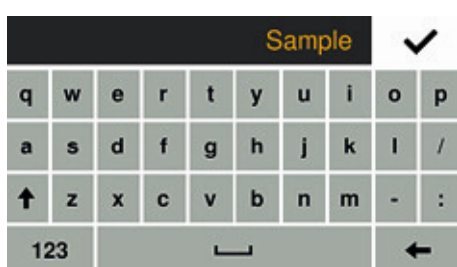 Sample
q w e r t y u i o p
a s d f g h j k l /
z x c v b n m - :
123